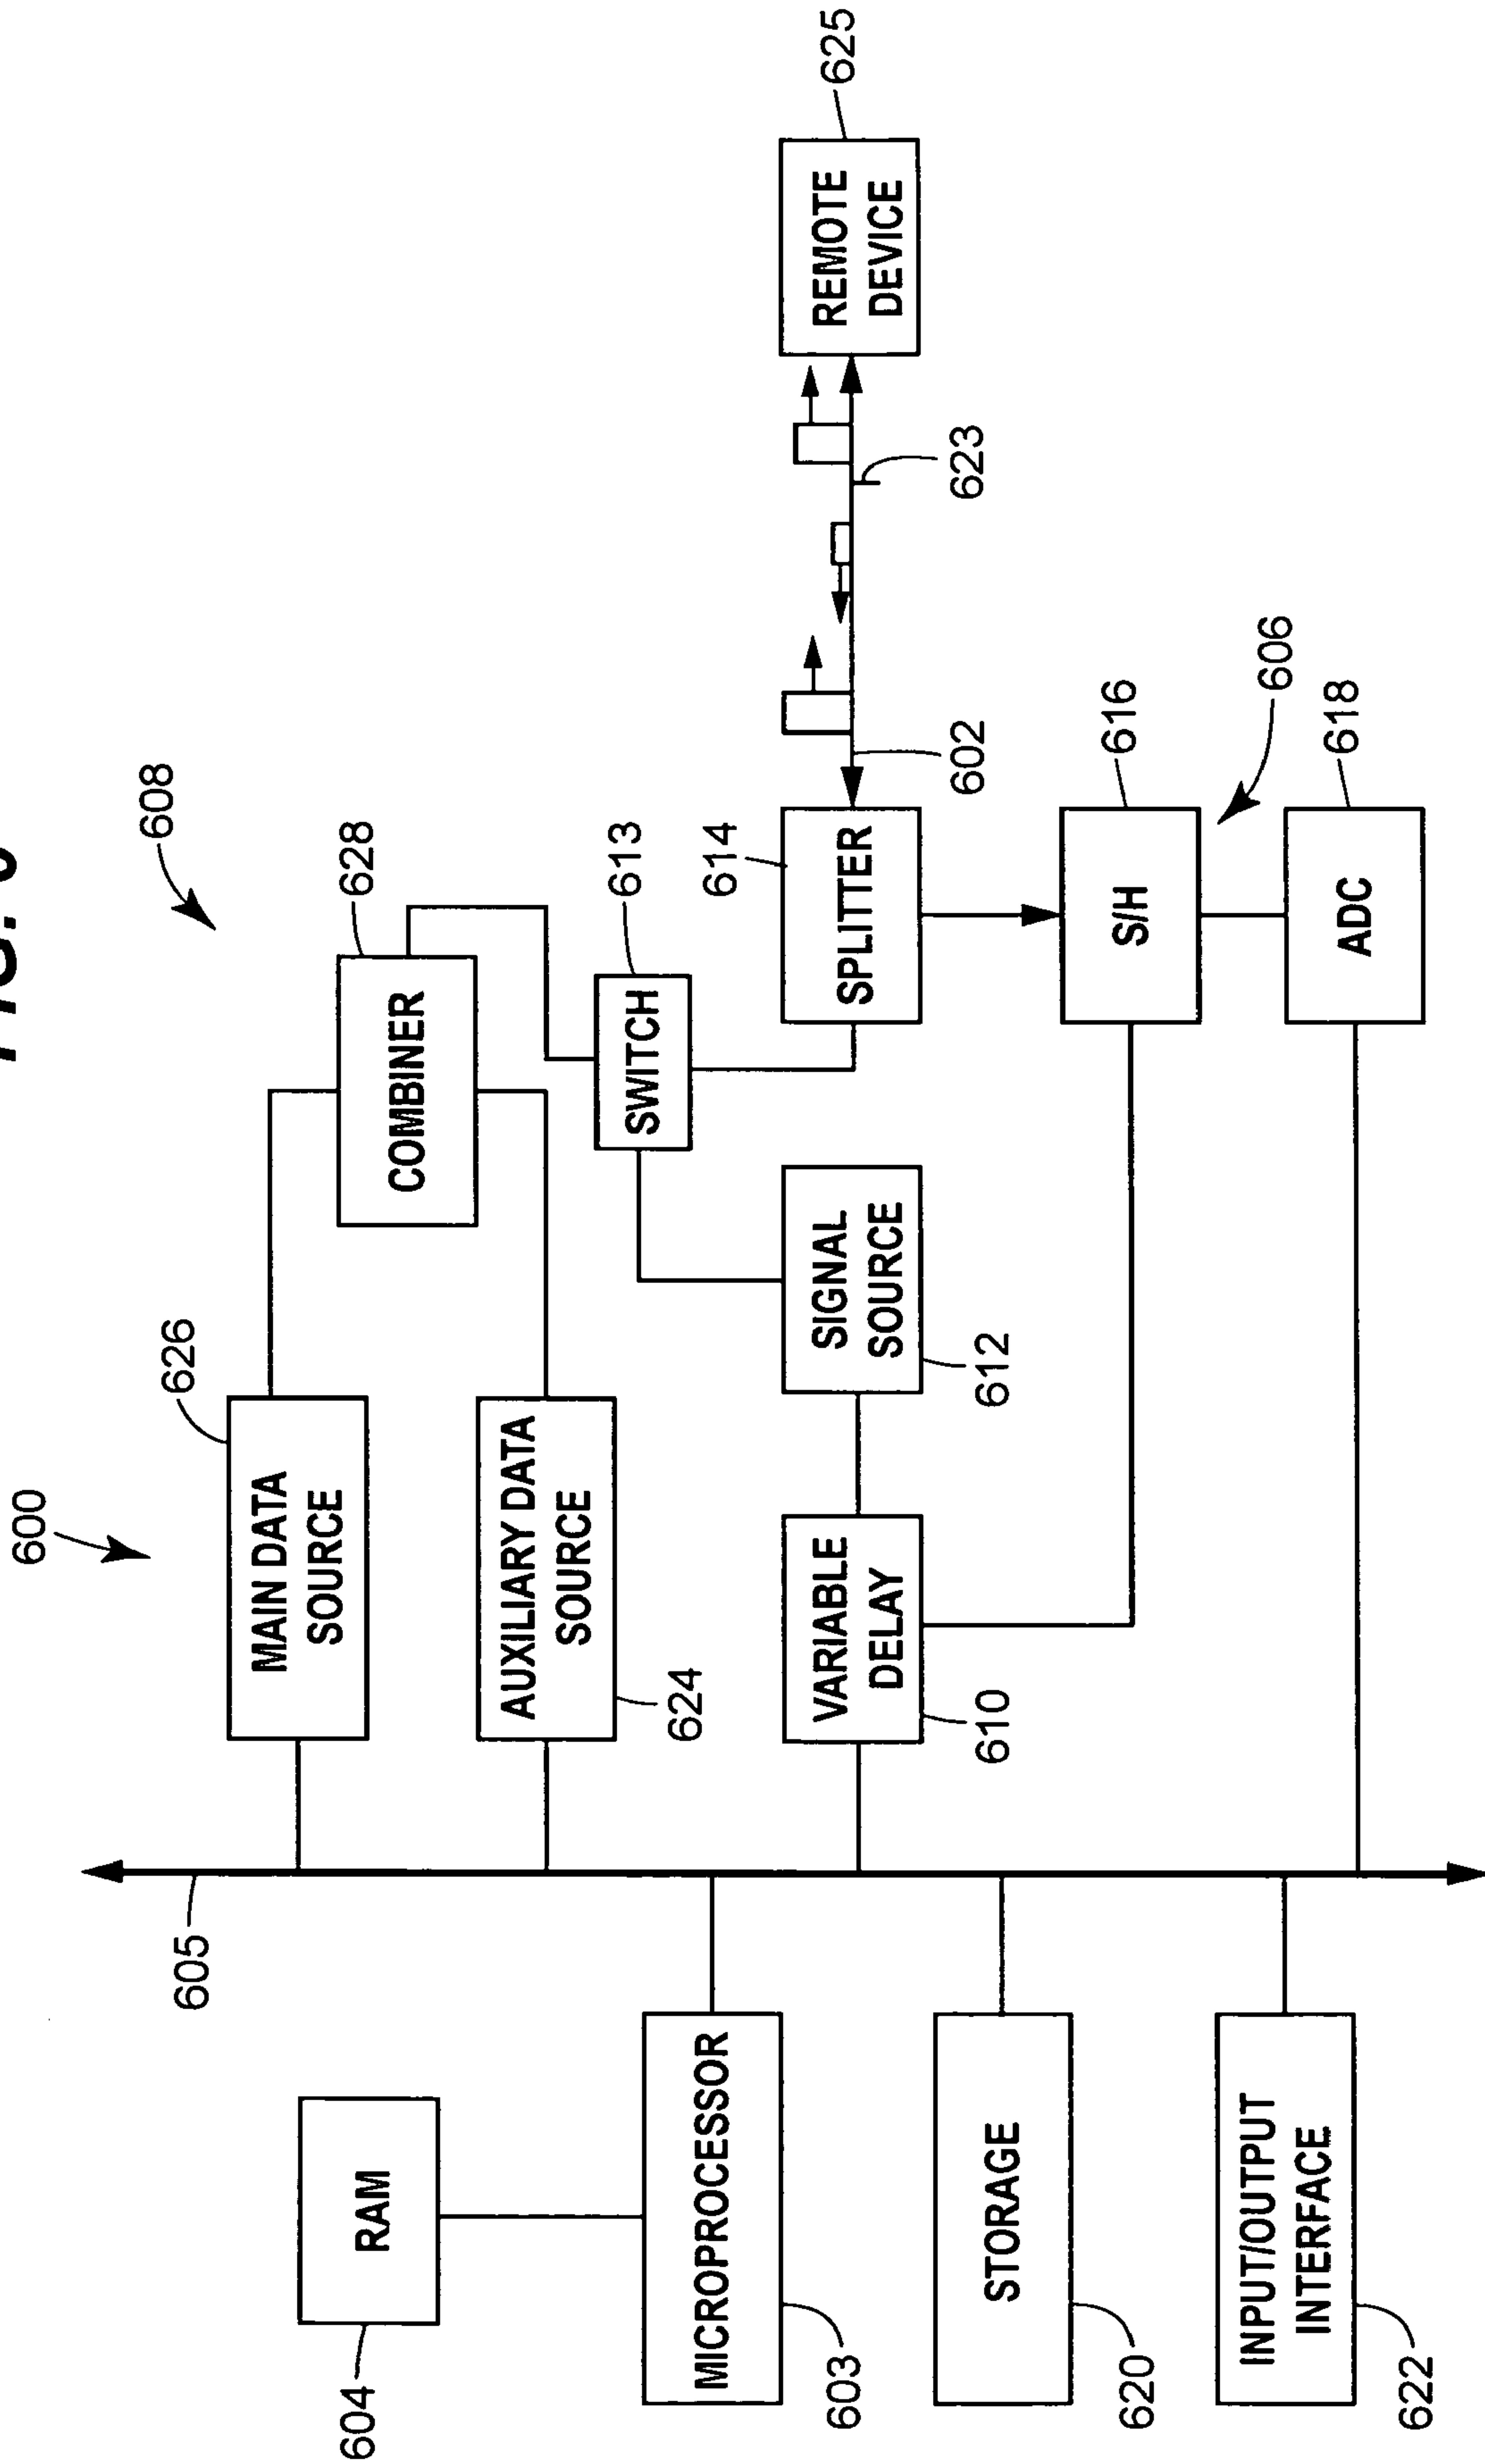 600
608
626
MAIN DATA
SOURCE
628
COMBINER
605
604
RAM
AUXILIARY DATA
SOURCE
624
613
SWITCH
MICROPROCESSOR
603
VARIABLE
DELAY
610
SIGNAL
SOURCE
612
614
SPLITTER
602
623
REMOTE
DEVICE
625
STORAGE
620
S/H
616
606
INPUT/OUTPUT
INTERFACE
622
ADC
618